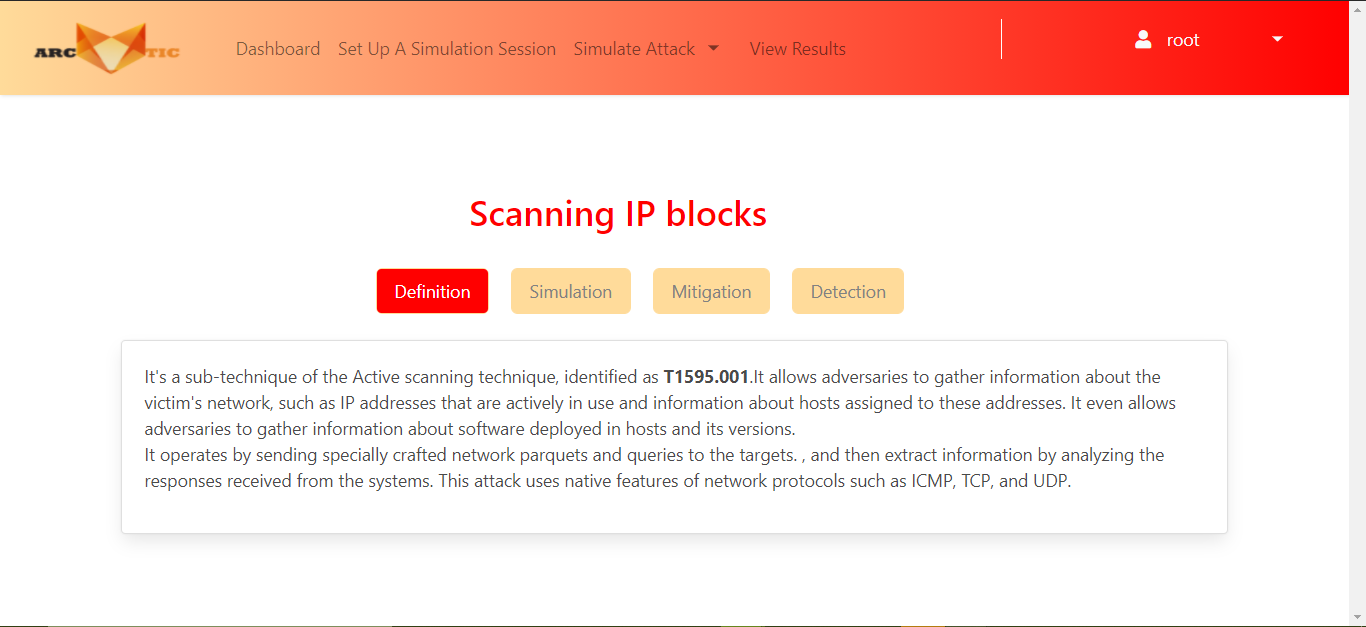 ARC TIC
Dashboard Set Up A Simulation Session Simulate Attack View Results root
Scanning IP blocks
Definition Simulation Mitigation Detection
It's a sub-technique of the Active scanning technique, identified as T1595.001.It allows adversaries to gather information about the
victim's network, such as IP addresses that are actively in use and information about hosts assigned to these addresses. It even allows
adversaries to gather information about software deployed in hosts and its versions.
It operates by sending specially crafted network parquets and queries to the targets. , and then extract information by analyzing the
responses received from the systems. This attack uses native features of network protocols such as ICMP, TCP, and UDP.